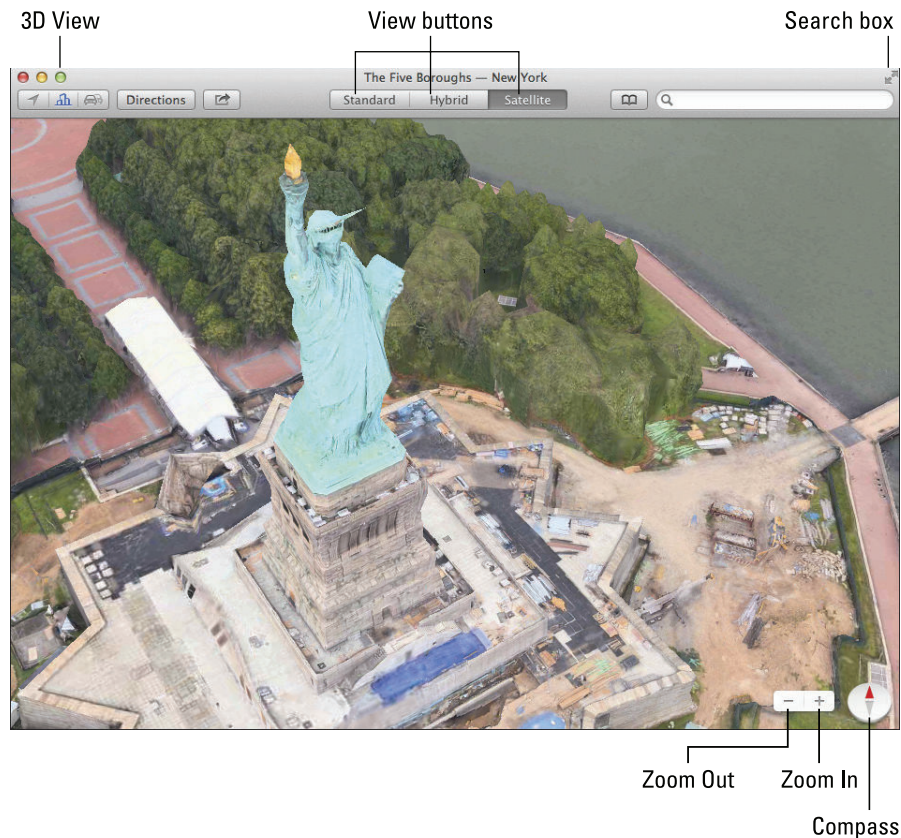 3D View View buttons Search box
The Five Boroughs — New York
Directions Standard Hybrid Satellite
Zoom Out Zoom In
Compass